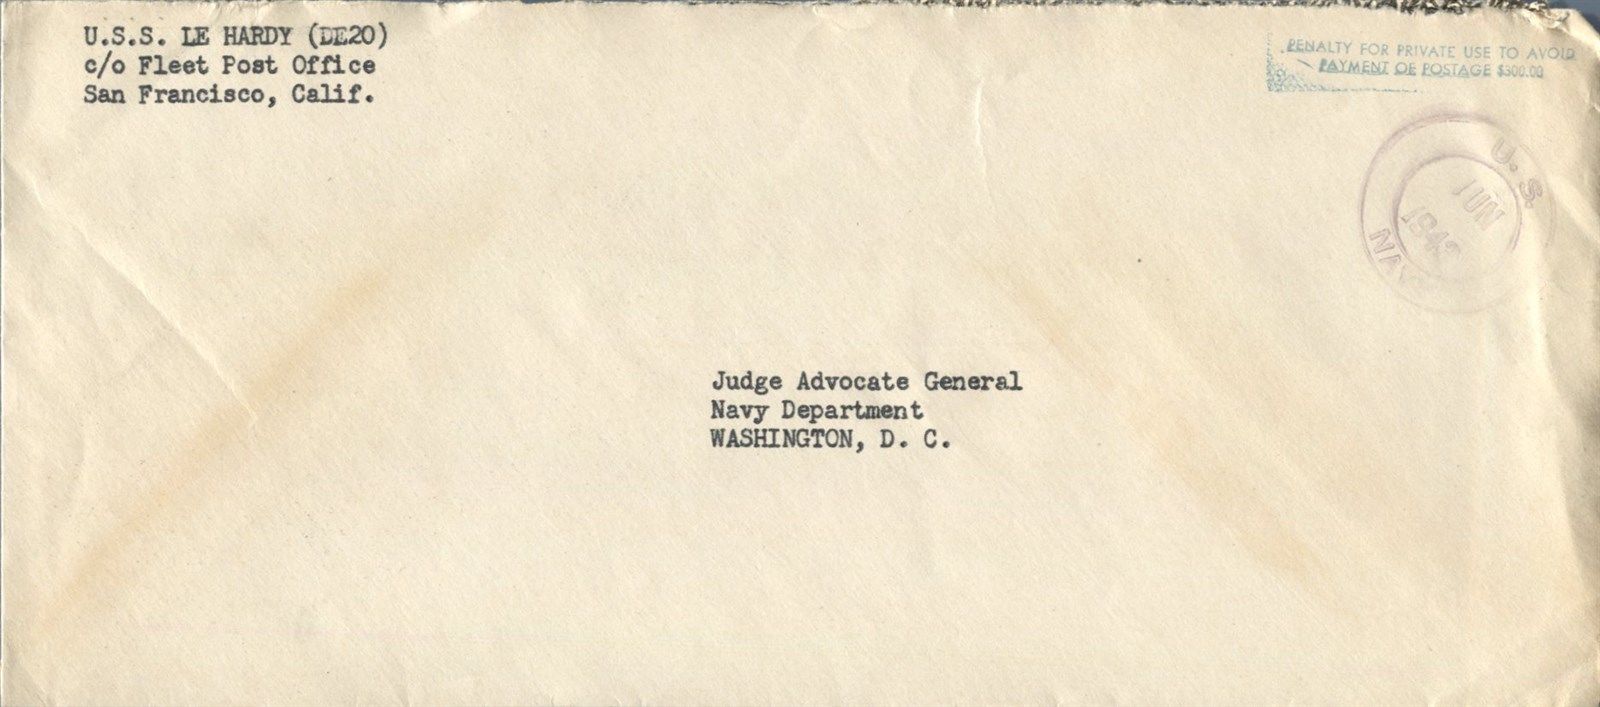 U.S.S. LE HARDY (DE20)
c/o Fleet Post Office
San Francisco, Calif.
PENALTY FOR PRIVATE USE TO AVOID
PAYMENT OF POSTAGE $300.00
U. S.
JUN
1943
NAVY
Judge Advocate General
Navy Department
WASHINGTON, D. C.